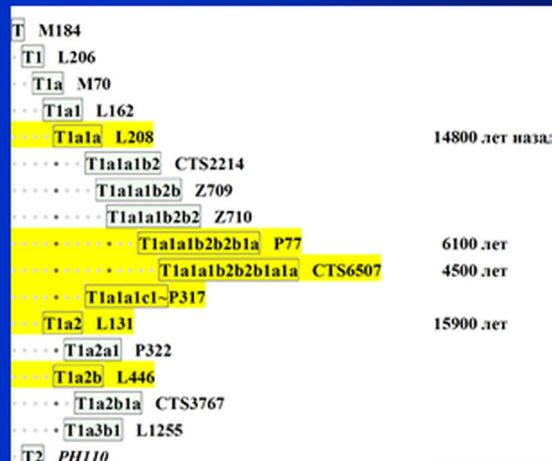 T M184
T1 L206
T1a M70
T1a1 L162
T1a1a L208 14800 лет
T1a1a1b2 CTS2214
T1a1a1b2b Z709
T1a1a1b2b2 Z710
T1a1a1b2b2b1a P77 6100 лет
T1a1a1b2b2b1a1a CTS6507 4500 лет
T1a1a1c1~P317
T1a2 L131 15900 лет
T1a2a1 P322
T1a2b L446
T1a2b1a CTS3767
T1a3b1 L1255
T2 PH110